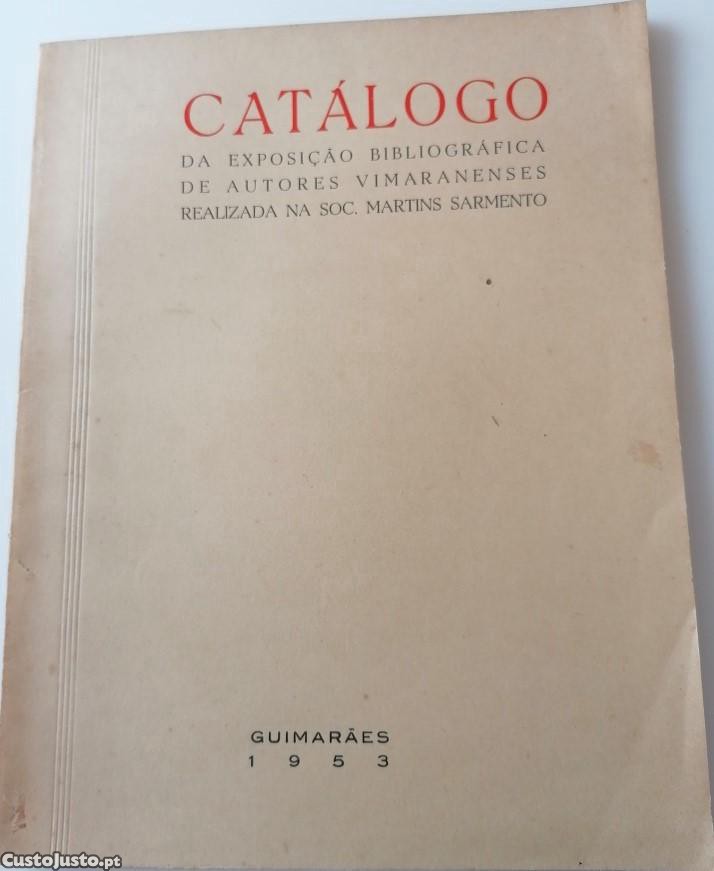 CATÁLOGO
DA EXPOSIÇÃO BIBLIOGRÁFICA
DE AUTORES VIMARANENSES
REALIZADA NA SOC. MARTINS SARMENTO
GUIMARÃES
1953
CustoJusto.pt